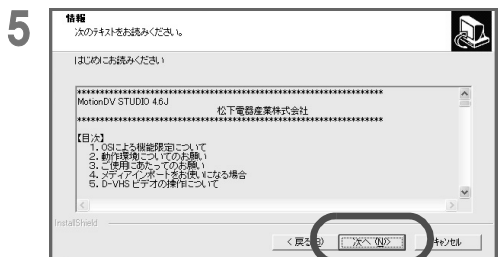 5
情報
次のテキストをお読みください。
はじめにお読みください
**********************************************************************
MotionDV STUDIO 4.6J
松下電器産業株式会社
**********************************************************************
【目次】
1. OSによる機能限定について
2. 動作環境についてのお願い
3. ご使用にあたってのお願い
4. メディアインポートをお使いになる場合
5. D-VHS ビデオの操作について
InstallShield
< 戻る(B) 次へ (N)> キャンセル